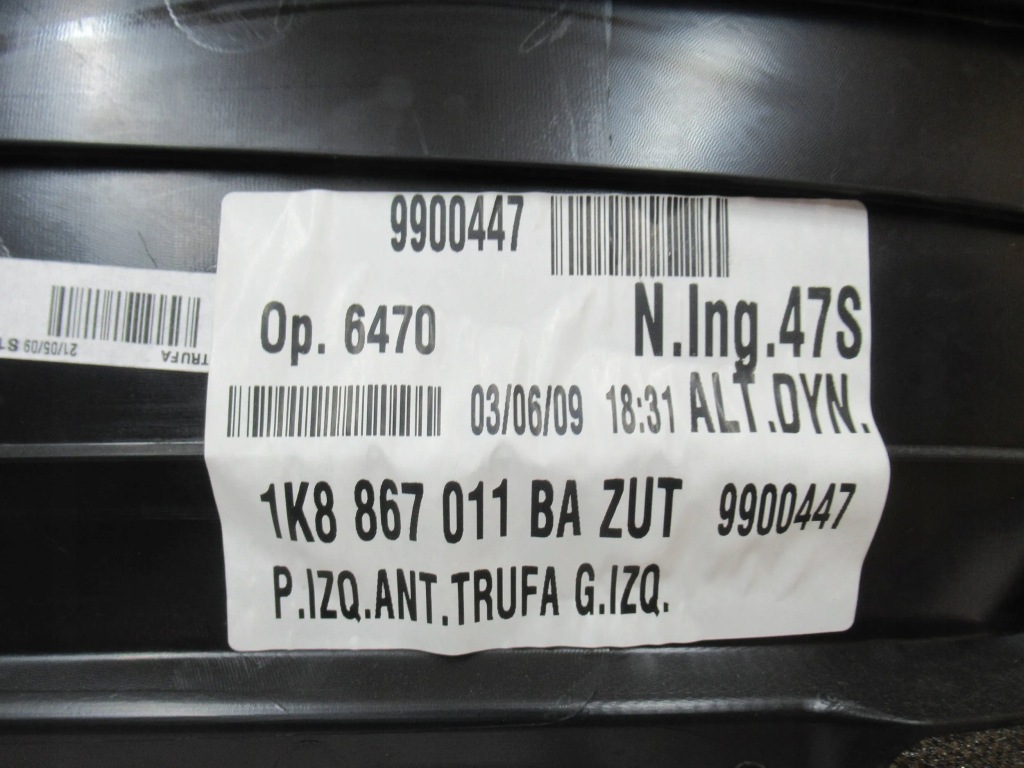 9900447
Op. 6470 N.Ing.47S
03/06/09 18:31 ALT.DYN.
1K8 867 011 BA ZUT 9900447
P.IZQ.ANT.TRUFA G.IZQ.
TRUFA
21/05/09